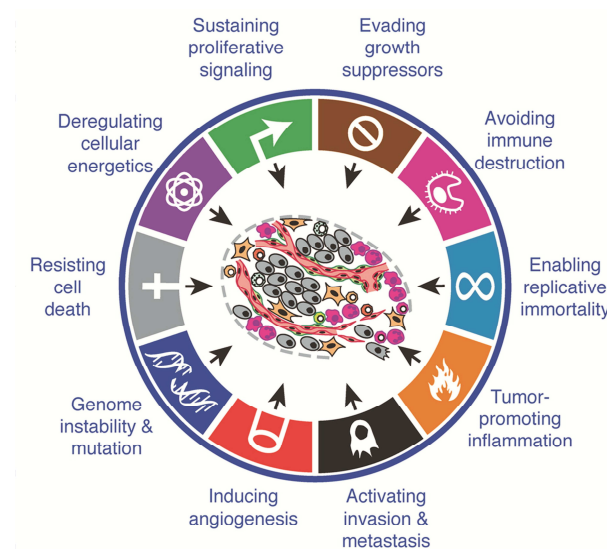 Sustaining
proliferative
signaling
Evading
growth
suppressors
Deregulating
cellular
energetics
Avoiding
immune
destruction
Resisting
cell
death
Enabling
replicative
immortality
Genome
instability &
mutation
Tumor-
promoting
inflammation
Inducing
angiogenesis
Activating
invasion &
metastasis